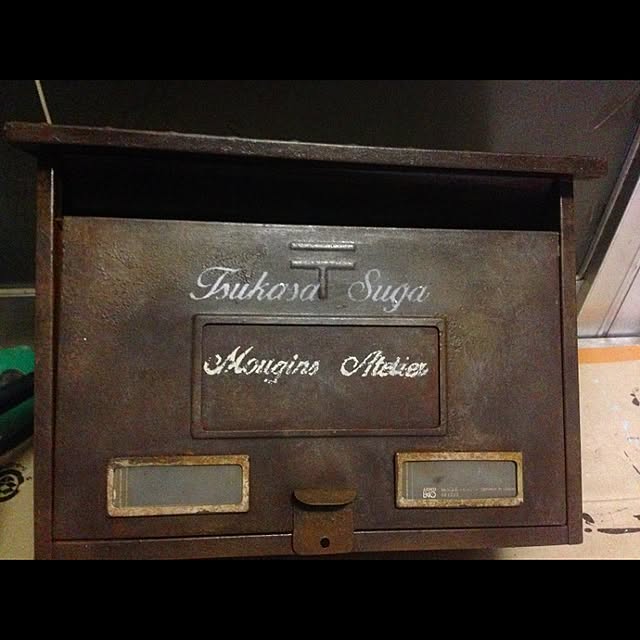 〒
Tsukasa Suga
Mougins Atelier